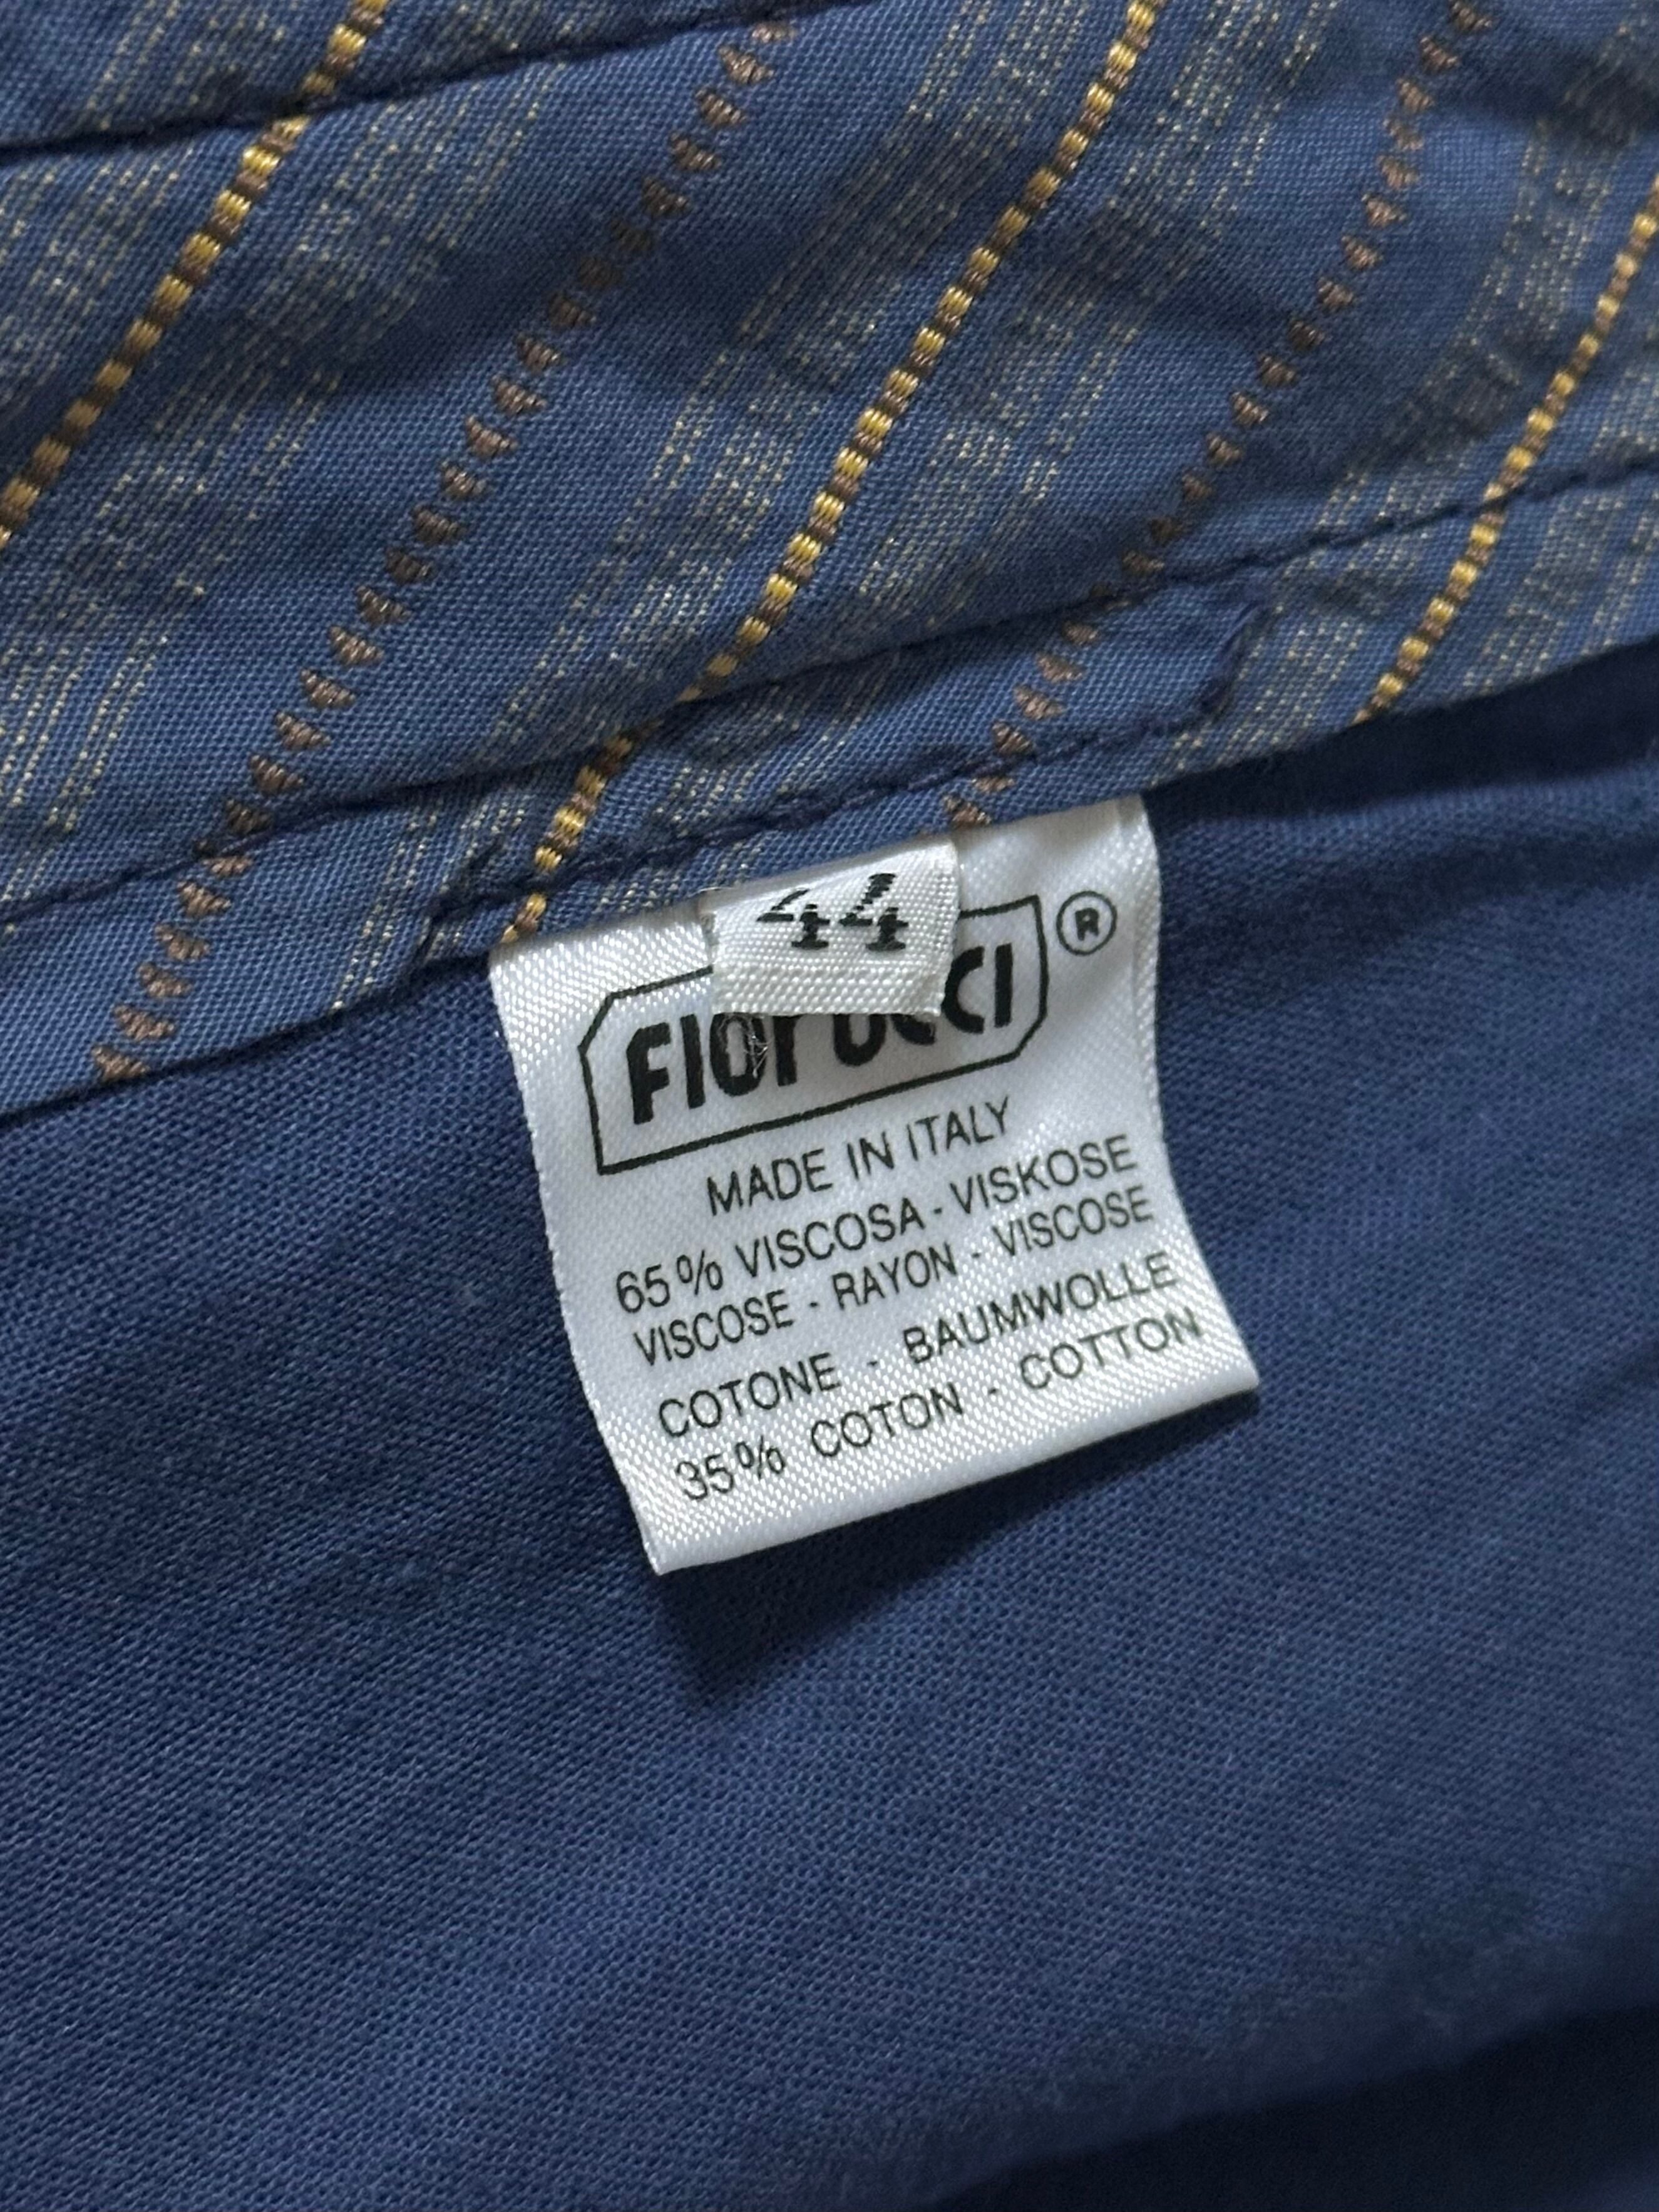 44
FIORUCCI ®
MADE IN ITALY
65% VISCOSA - VISKOSE
VISCOSE - RAYON - VISCOSE
COTONE - BAUMWOLLE
35% COTON - COTTON